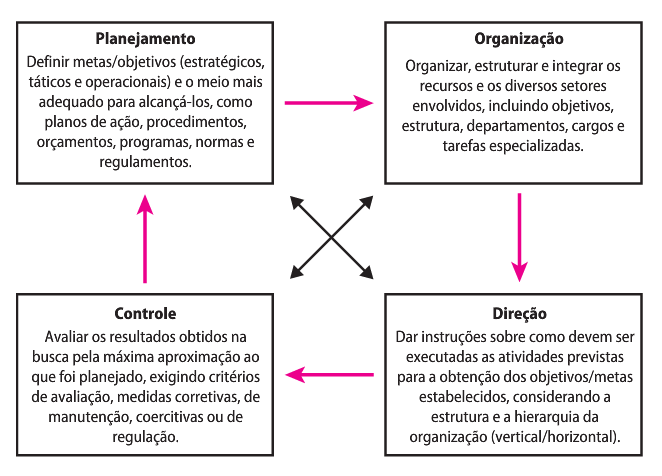 Planejamento
Definir metas/objetivos (estratégicos,
táticos e operacionais) e o meio mais
adequado para alcançá-los, como
planos de ação, procedimentos,
orçamentos, programas, normas e
regulamentos.
Organização
Organizar, estruturar e integrar os
recursos e os diversos setores
envolvidos, incluindo objetivos,
estrutura, departamentos, cargos e
tarefas especializadas.
Controle
Avaliar os resultados obtidos na
busca pela máxima aproximação ao
que foi planejado, exigindo critérios
de avaliação, medidas corretivas, de
manutenção, coercitivas ou de
regulação.
Direção
Dar instruções sobre como devem ser
executadas as atividades previstas
para a obtenção dos objetivos/metas
estabelecidos, considerando a
estrutura e a hierarquia da
organização (vertical/horizontal).